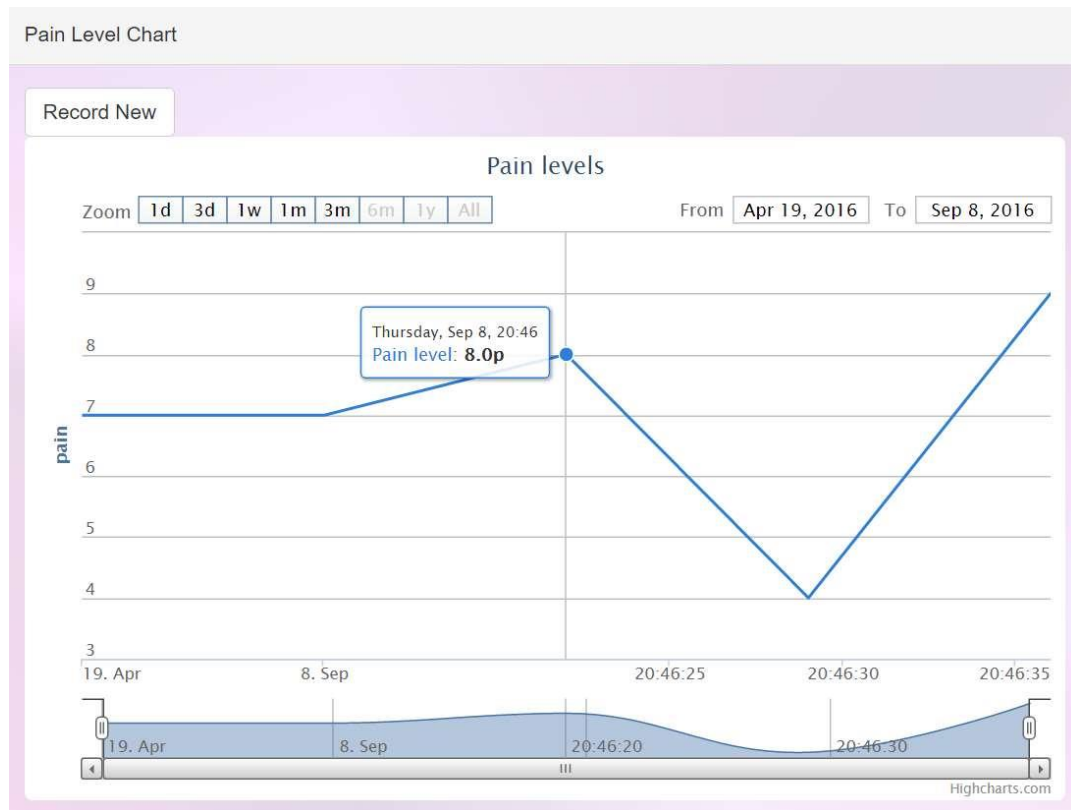 Pain Level Chart
Record New
Pain levels
Zoom 1d 3d 1w 1m 3m 6m 1y All From Apr 19, 2016 To Sep 8, 2016
9
Thursday, Sep 8, 20:46
8
Pain level: 8.0p
7
pain
6
5
4
3
19. Apr 8. Sep 20:46:25 20:46:30 20:46:35
19. Apr 8. Sep 20:46:20 20:46:30
Highcharts.com